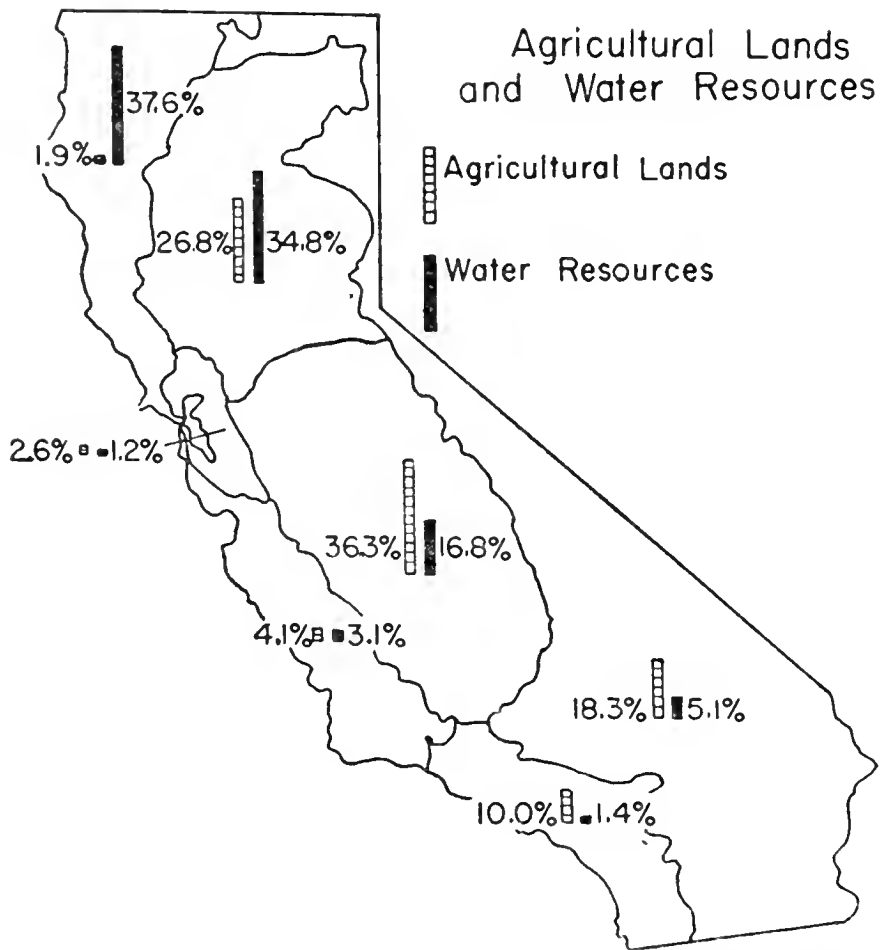 Agricultural Lands
and Water Resources
Agricultural Lands
Water Resources
37.6%
1.9%
26.8% 34.8%
2.6% 1.2%
36.3% 16.8%
4.1% 3.1%
18.3% 5.1%
10.0% 1.4%